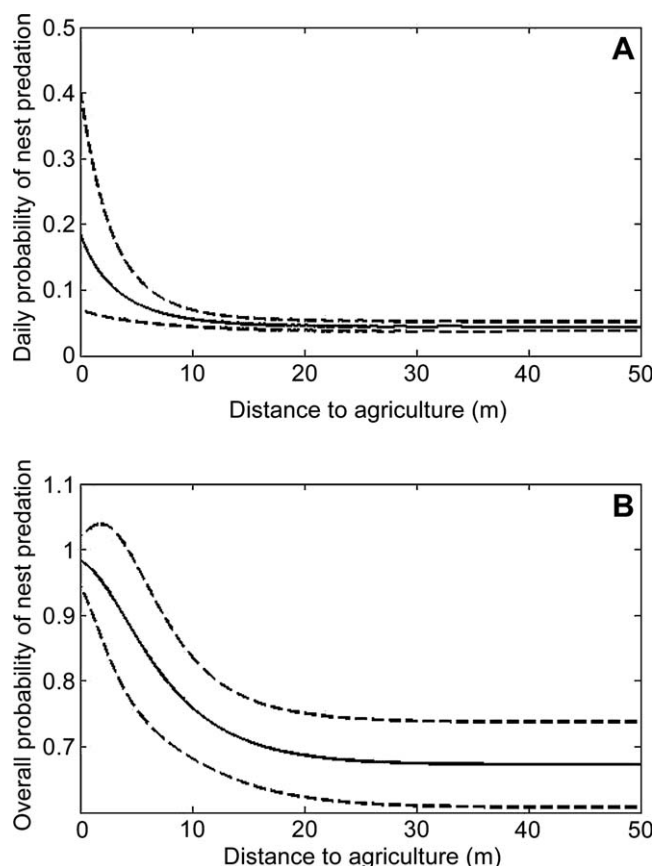 0.5
A
0.4
0.3
0.2
0.1
0
Daily probability of nest predation
0 10 20 30 40 50
Distance to agriculture (m)
1.1
B
1
0.9
0.8
0.7
Overall probability of nest predation
0 10 20 30 40 50
Distance to agriculture (m)